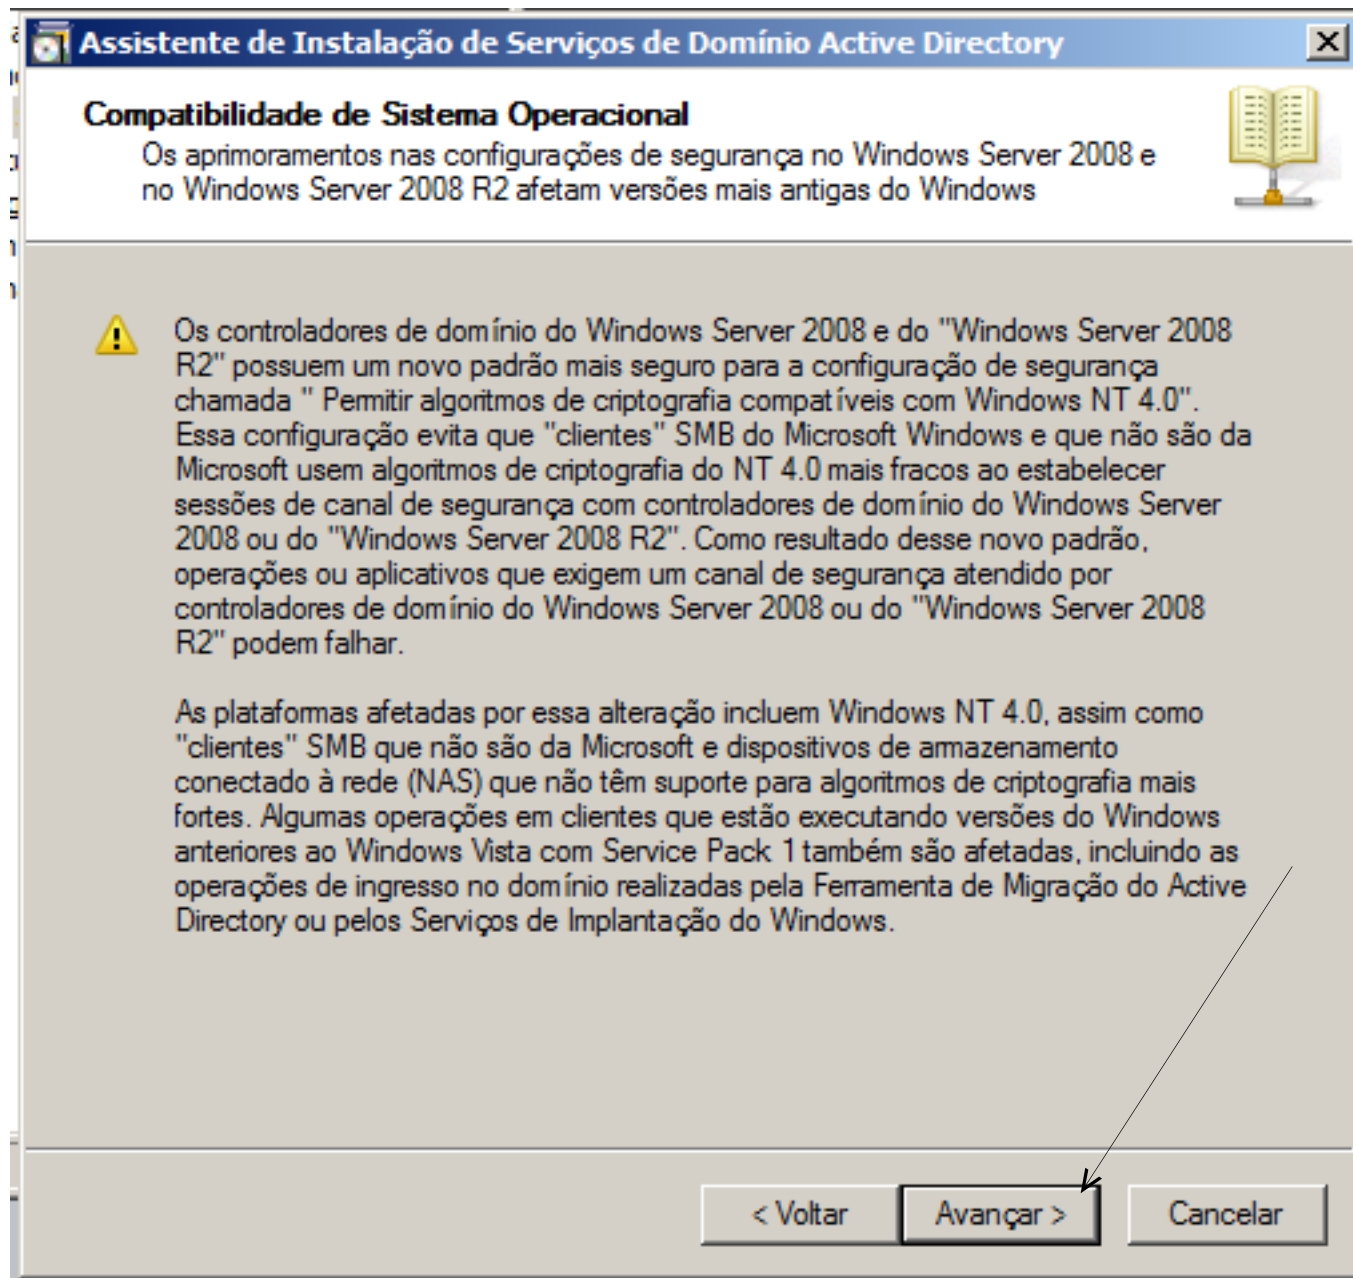 Assistente de Instalação de Serviços de Domínio Active Directory
Compatibilidade de Sistema Operacional
Os aprimoramentos nas configurações de segurança no Windows Server 2008 e
no Windows Server 2008 R2 afetam versões mais antigas do Windows
Os controladores de domínio do Windows Server 2008 e do "Windows Server 2008
R2" possuem um novo padrão mais seguro para a configuração de segurança
chamada " Permitir algoritmos de criptografia compatíveis com Windows NT 4.0".
Essa configuração evita que "clientes" SMB do Microsoft Windows e que não são da
Microsoft usem algoritmos de criptografia do NT 4.0 mais fracos ao estabelecer
sessões de canal de segurança com controladores de domínio do Windows Server
2008 ou do "Windows Server 2008 R2". Como resultado desse novo padrão,
operações ou aplicativos que exigem um canal de segurança atendido por
controladores de domínio do Windows Server 2008 ou do "Windows Server 2008
R2" podem falhar.
As plataformas afetadas por essa alteração incluem Windows NT 4.0, assim como
"clientes" SMB que não são da Microsoft e dispositivos de armazenamento
conectado à rede (NAS) que não têm suporte para algoritmos de criptografia mais
fortes. Algumas operações em clientes que estão executando versões do Windows
anteriores ao Windows Vista com Service Pack 1 também são afetadas, incluindo as
operações de ingresso no domínio realizadas pela Ferramenta de Migração do Active
Directory ou pelos Serviços de Implantação do Windows.
< Voltar
Avançar >
Cancelar